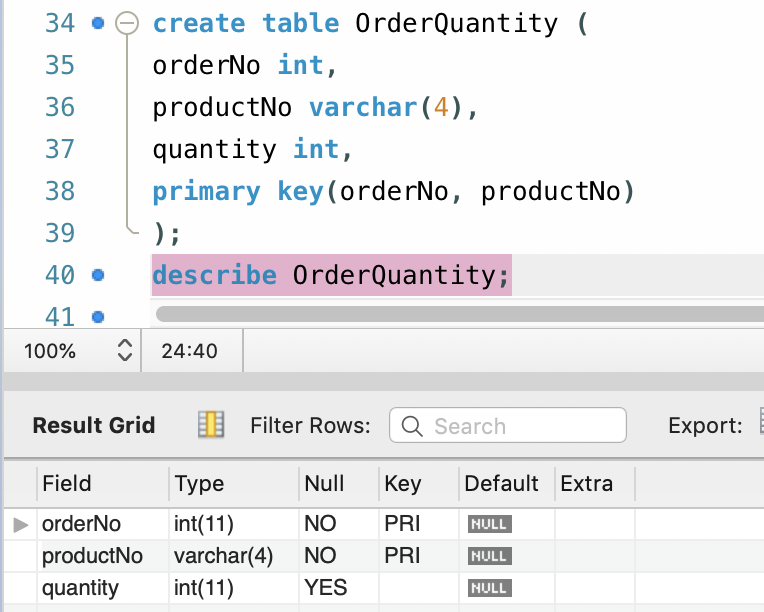 34 create table OrderQuantity (
35 orderNo int,
36 productNo varchar(4),
37 quantity int,
38 primary key(orderNo, productNo)
39 );
40 describe OrderQuantity;
41
100% 24:40
Result Grid Filter Rows: Search Export:
Field Type Null Key Default Extra
orderNo int(11) NO PRI NULL
productNo varchar(4) NO PRI NULL
quantity int(11) YES NULL